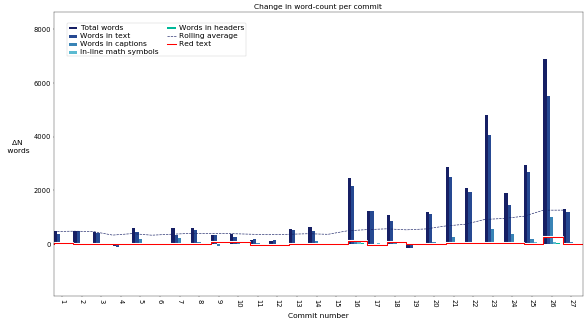 Change in word-count per commit
Total words
Words in text
Words in captions
In-line math symbols
Words in headers
Rolling average
Red text
8000
6000
4000
2000
0
ΔN
words
1 2 3 4 5 6 7 8 9 10 11 12 13 14 15 16 17 18 19 20 21 22 23 24 25 26 27
Commit number